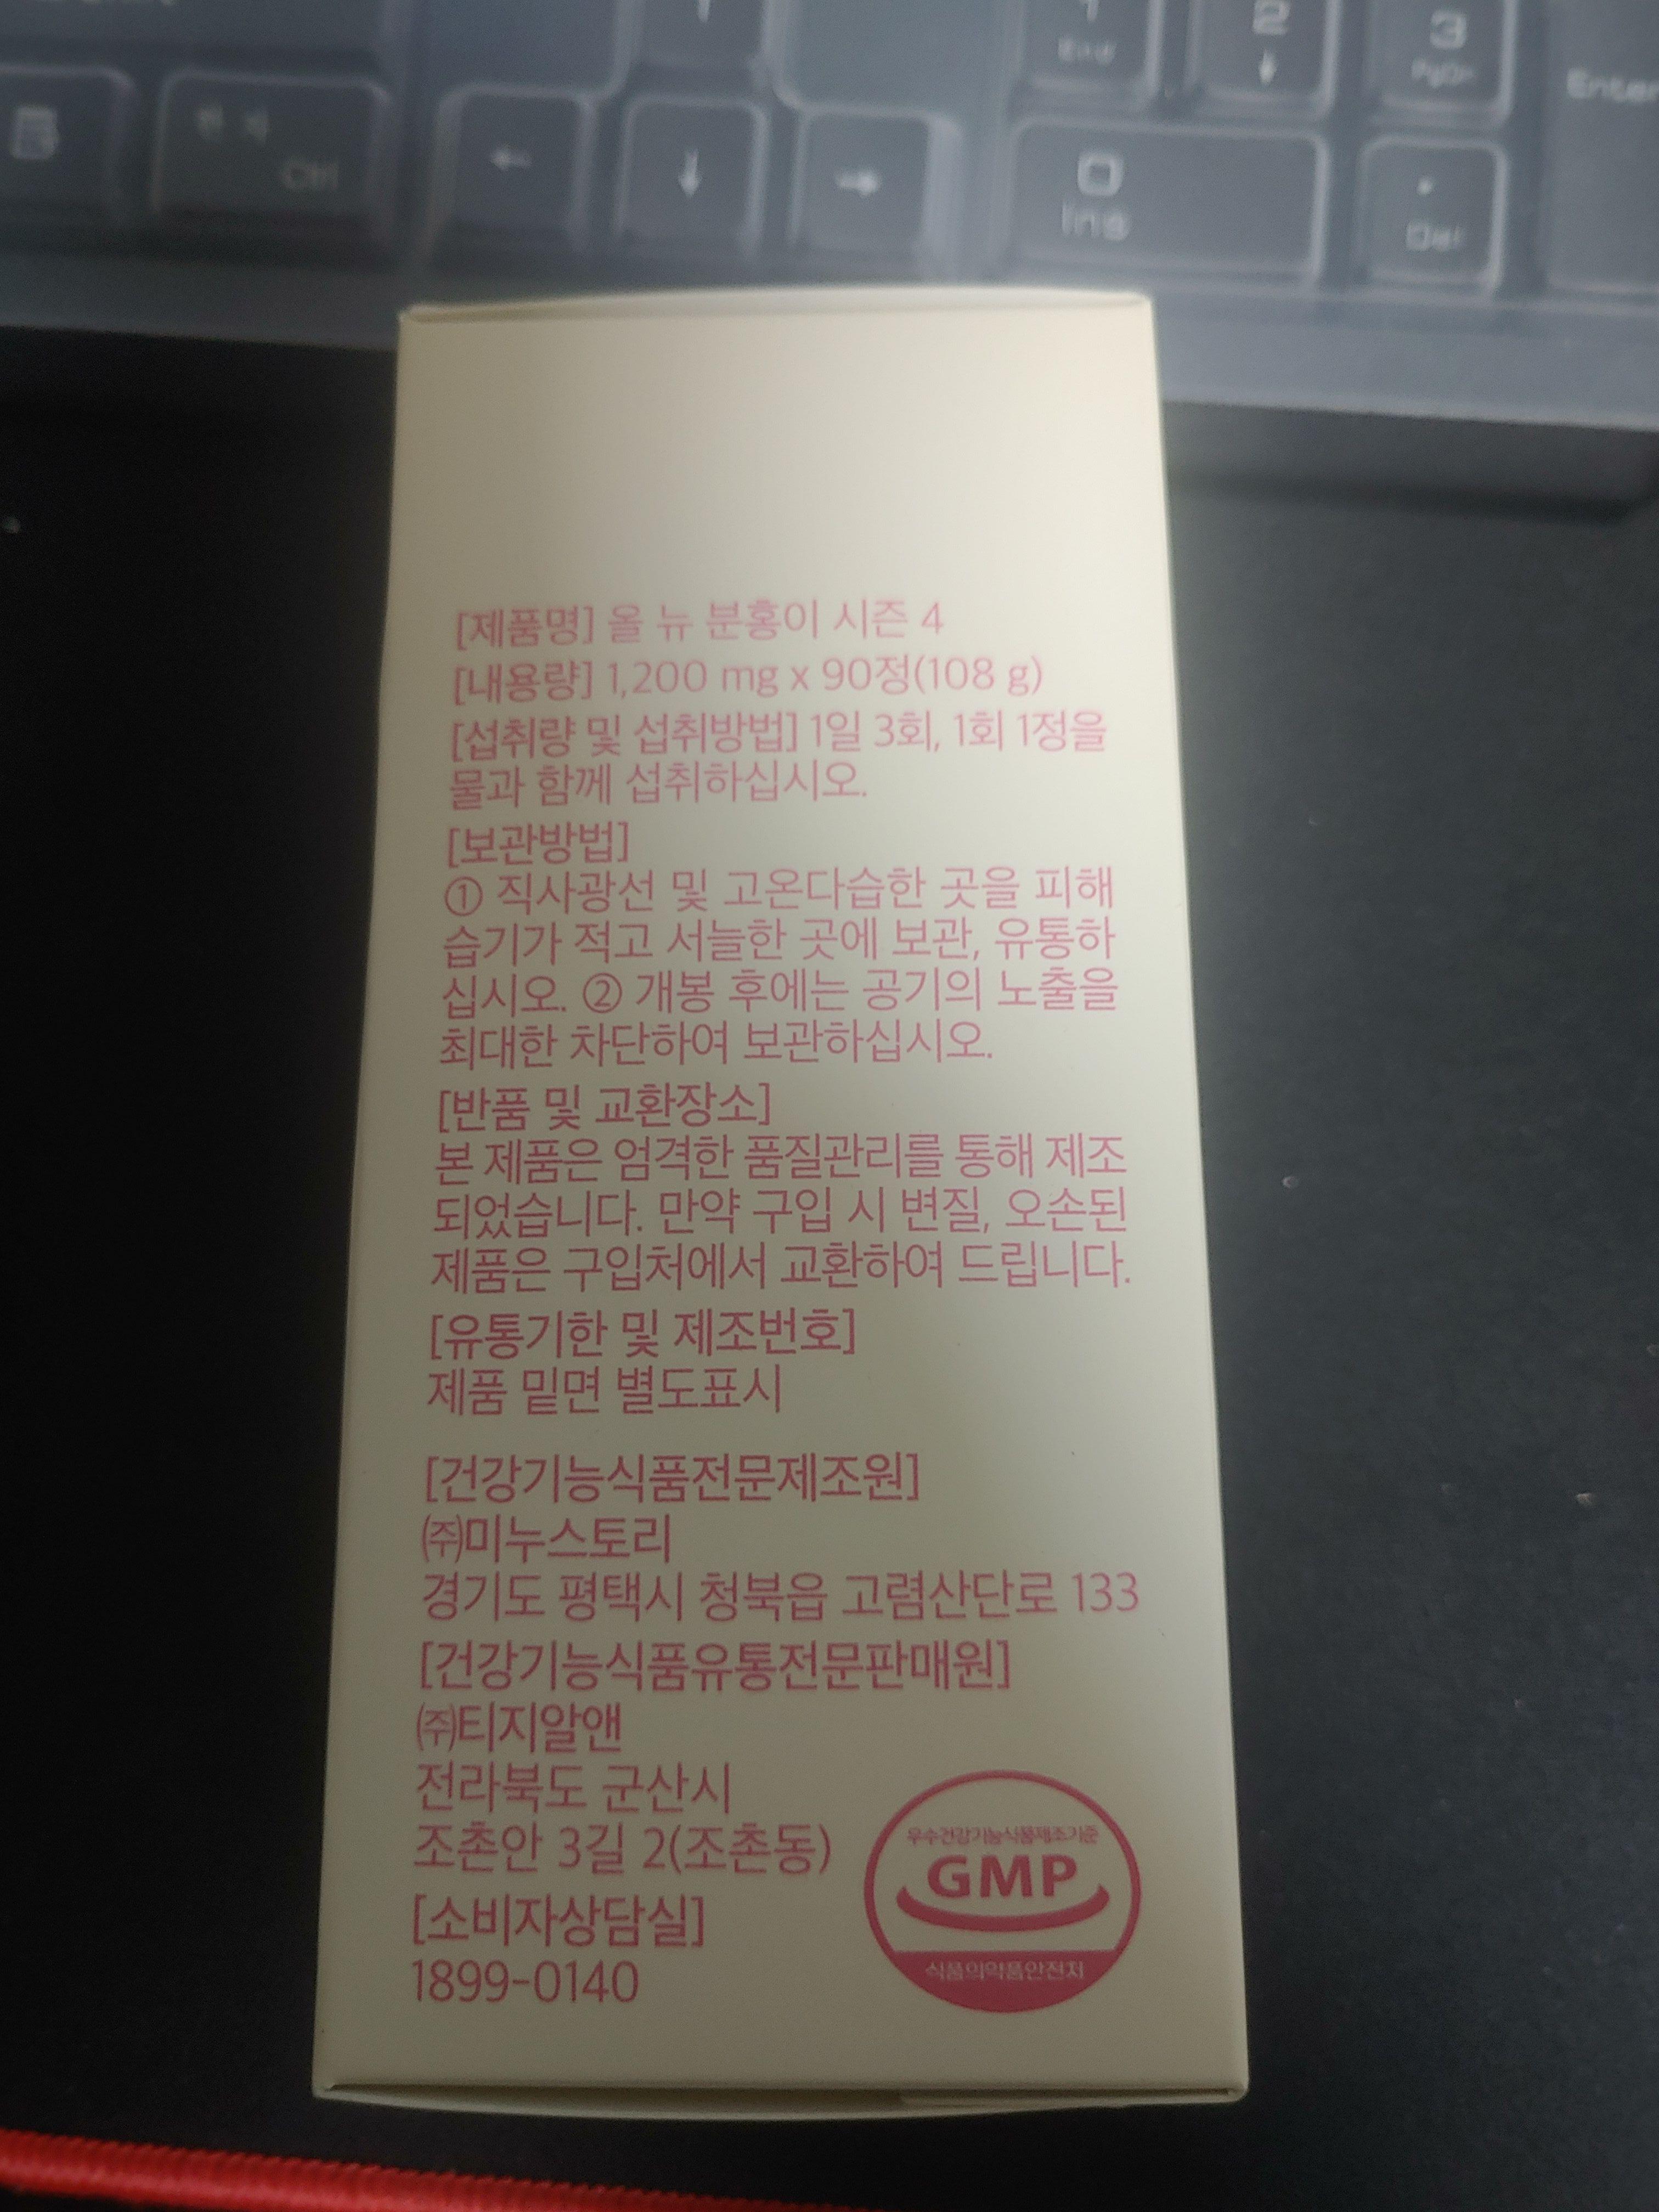 한자
Ctrl
←
↓
→
1
End
2
↓
3
PgDn
Enter
0
Ins
.
Del
[제품명] 올 뉴 분홍이 시즌 4
[내용량] 1,200 mg x 90정(108 g)
[섭취량 및 섭취방법] 1일 3회, 1회 1정을
물과 함께 섭취하십시오.
[보관방법]
① 직사광선 및 고온다습한 곳을 피해
습기가 적고 서늘한 곳에 보관, 유통하
십시오. ② 개봉 후에는 공기의 노출을
최대한 차단하여 보관하십시오.
[반품 및 교환장소]
본 제품은 엄격한 품질관리를 통해 제조
되었습니다. 만약 구입 시 변질, 오손된
제품은 구입처에서 교환하여 드립니다.
[유통기한 및 제조번호]
제품 밑면 별도표시
[건강기능식품전문제조원]
㈜미누스토리
경기도 평택시 청북읍 고렴산단로 133
[건강기능식품유통전문판매원]
㈜티지알앤
전라북도 군산시
조촌안 3길 2(조촌동)
[소비자상담실]
1899-0140
우수건강기능식품제조기준
GMP
식품의약품안전처